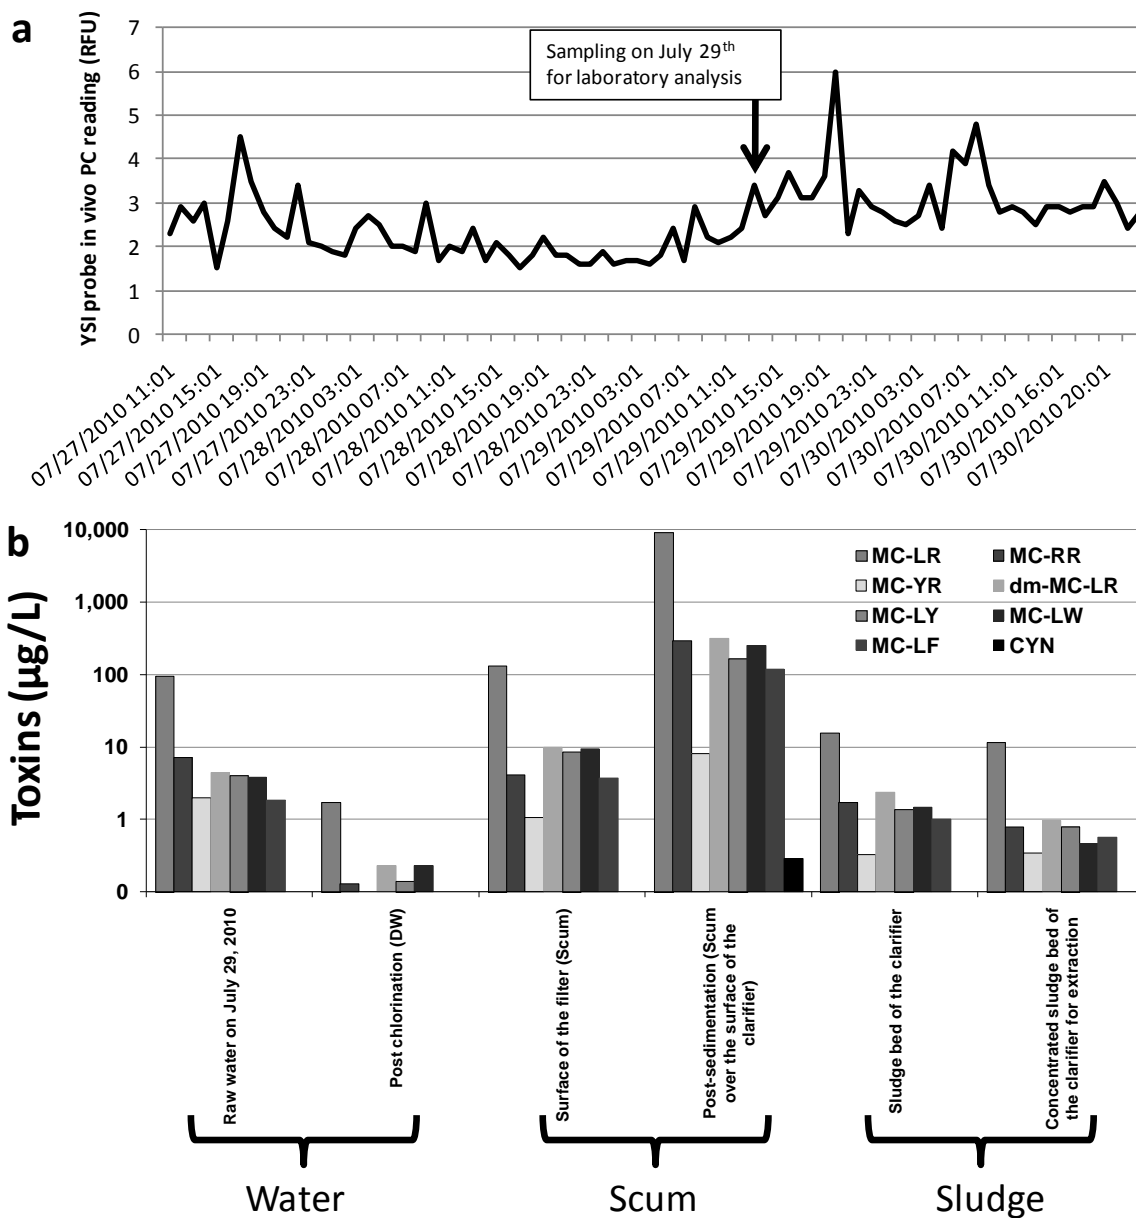 a
YSI probe in vivo PC reading (RFU)
7
6
5
4
3
2
1
0
Sampling on July 29th
for laboratory analysis
07/27/2010 11:01
07/27/2010 15:01
07/27/2010 19:01
07/27/2010 23:01
07/28/2010 03:01
07/28/2010 07:01
07/28/2010 11:01
07/28/2010 15:01
07/28/2010 19:01
07/28/2010 23:01
07/29/2010 03:01
07/29/2010 07:01
07/29/2010 11:01
07/29/2010 15:01
07/29/2010 19:01
07/29/2010 23:01
07/30/2010 03:01
07/30/2010 07:01
07/30/2010 11:01
07/30/2010 16:01
07/30/2010 20:01
b
Toxins (µg/L)
10,000
1,000
100
10
1
0
MC-LR
MC-RR
MC-YR
dm-MC-LR
MC-LY
MC-LW
MC-LF
CYN
Raw water on July 29, 2010
Post chlorination (DW)
Surface of the filter (Scum)
Post-sedimentation (Scum
over the surface of the
clarifier)
Sludge bed of the clarifier
Concentrated sludge bed of
the clarifier for extraction
Water
Scum
Sludge